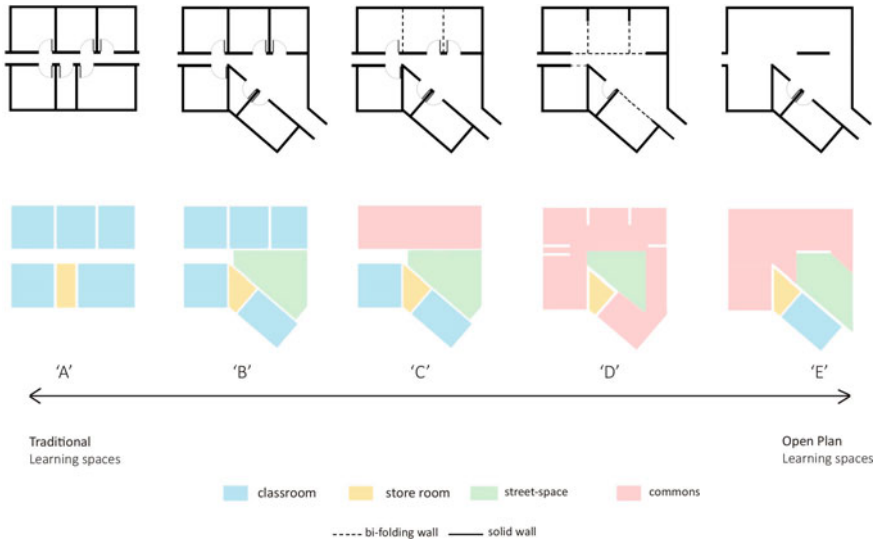 'A'
'B'
'C'
'D'
'E'
Traditional
Learning spaces
Open Plan
Learning spaces
classroom
store room
street-space
commons
bi-folding wall
solid wall